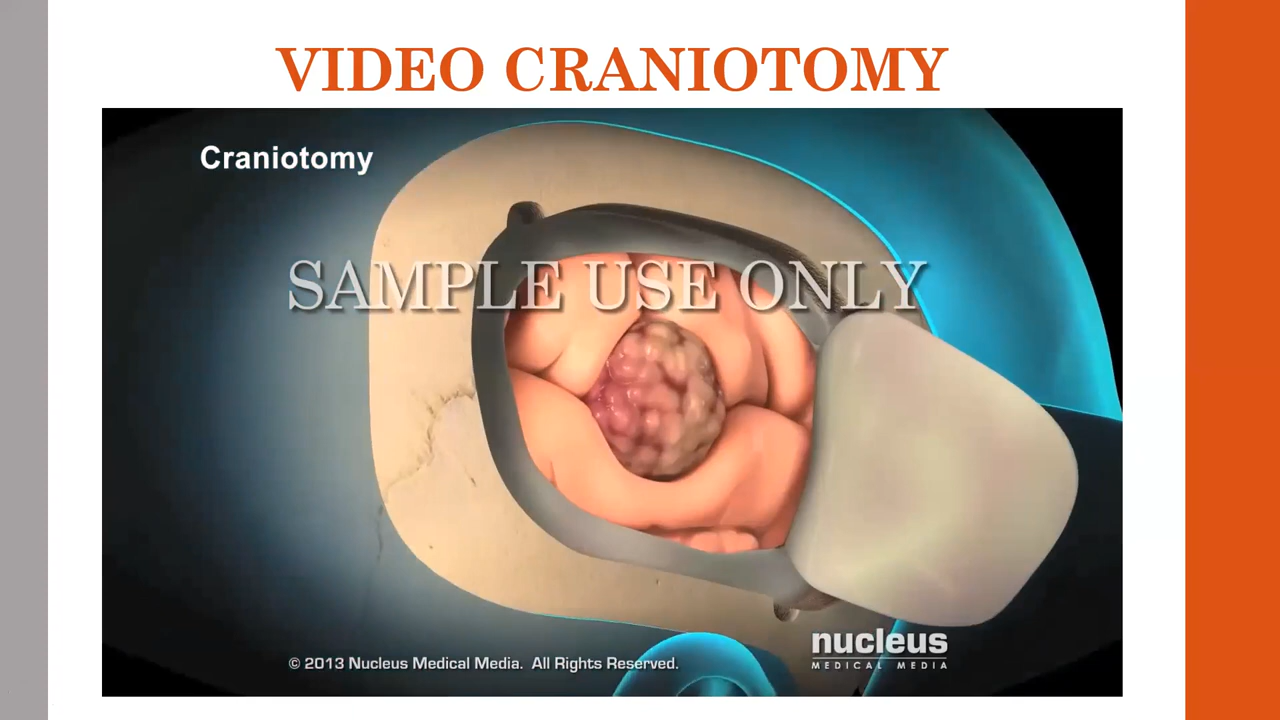 VIDEO CRANIOTOMY
Craniotomy
SAMPLE USE ONLY
nucleus
MEDICAL MEDIA
© 2013 Nucleus Medical Media. All Rights Reserved.